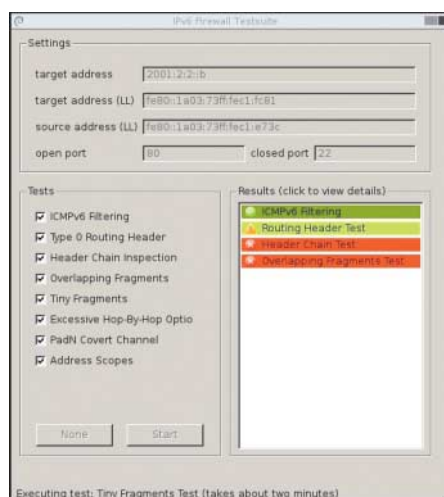 IPv6 Firewall Testsuite
Settings
target address 2001:2:2::b
target address (LL) fe80::1a03:73ff:fec1:fc81
source address (LL) fe80::1a03:73ff:fec1:e73c
open port 80 closed port 22
Tests
ICMPv6 Filtering
Type 0 Routing Header
Header Chain Inspection
Overlapping Fragments
Tiny Fragments
Excessive Hop-By-Hop Optio
PadN Covert Channel
Address Scopes
None Start
Results (click to view details)
ICMPv6 Filtering
Routing Header Test
Header Chain Test
Overlapping Fragments Test
Executing test: Tiny Fragments Test (takes about two minutes)